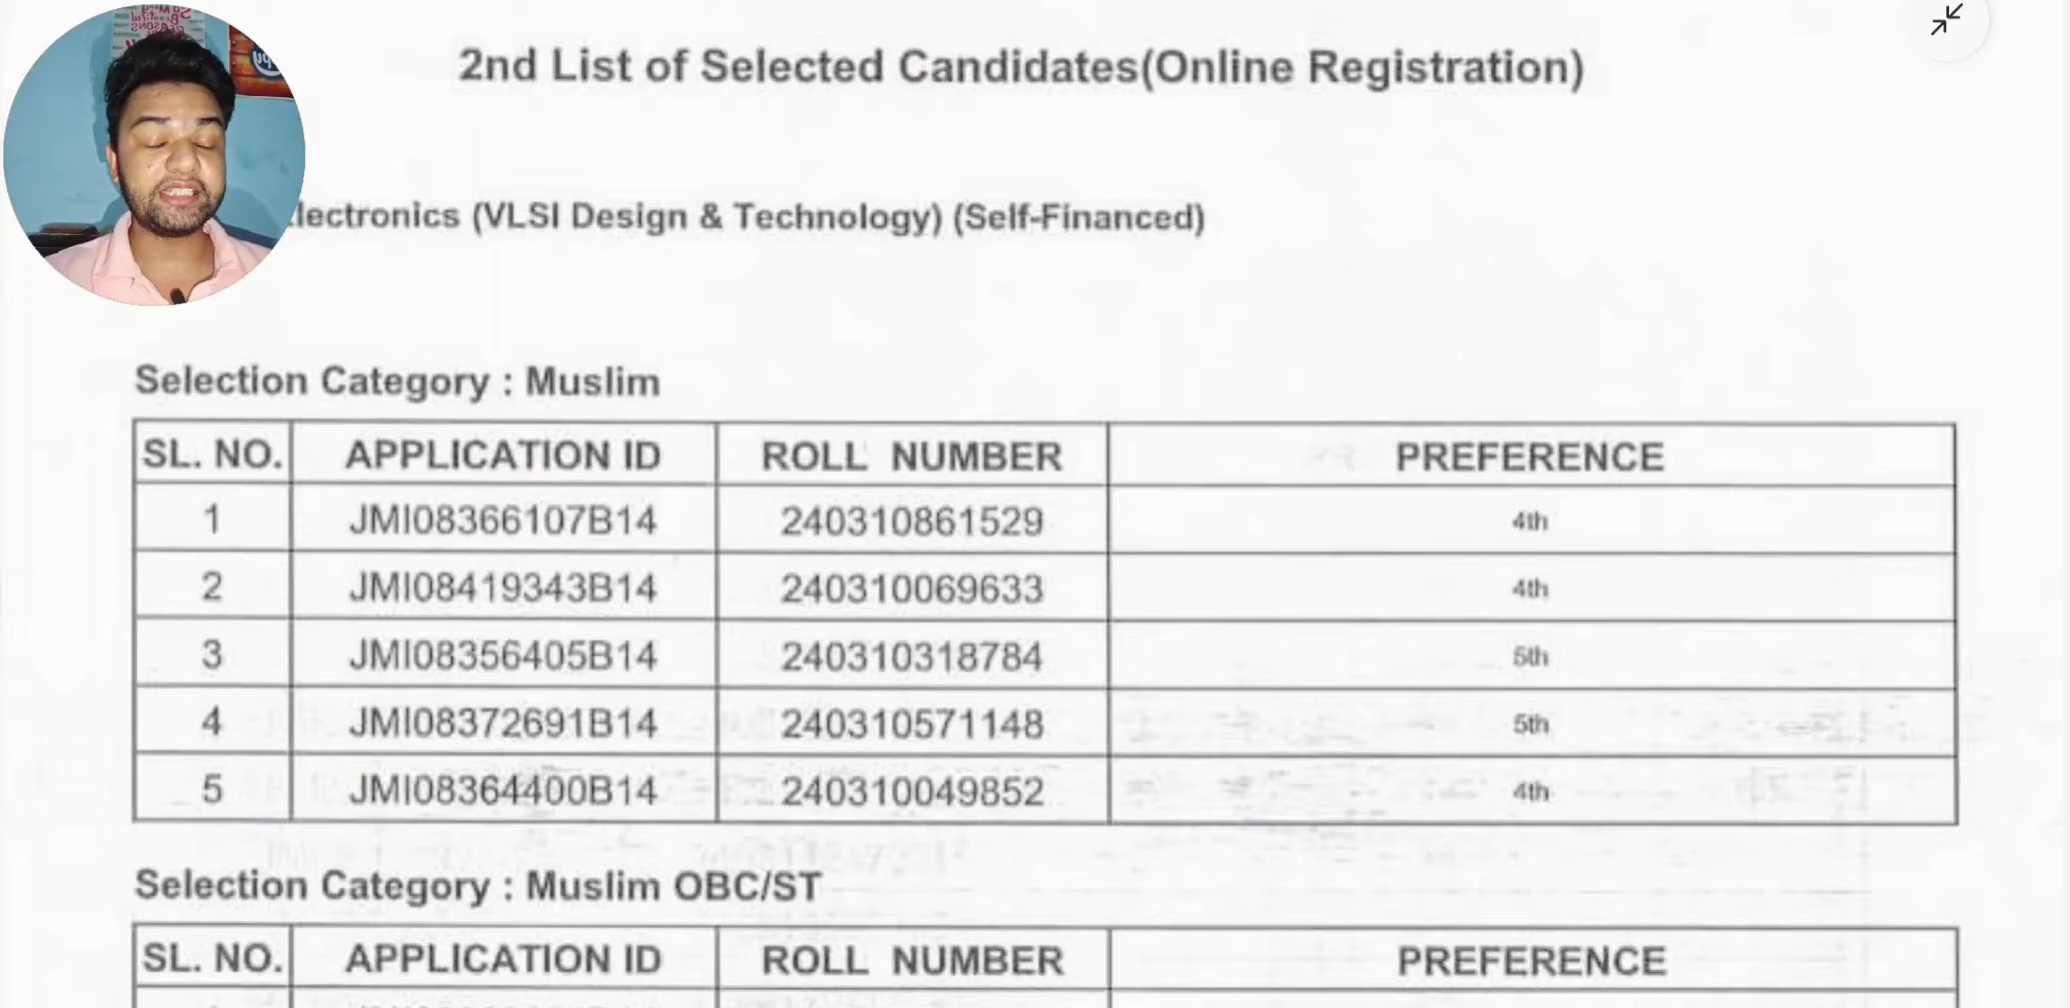 2nd List of Selected Candidates(Online Registration)
lectronics (VLSI Design & Technology) (Self-Financed)
Selection Category : Muslim
SL. NO. APPLICATION ID ROLL NUMBER PREFERENCE
1 JMI08366107B14 240310861529 4th
2 JMI08419343B14 240310069633 4th
3 JMI08356405B14 240310318784 5th
4 JMI08372691B14 240310571148 5th
5 JMI08364400B14 240310049852 4th
Selection Category : Muslim OBC/ST
SL. NO. APPLICATION ID ROLL NUMBER PREFERENCE